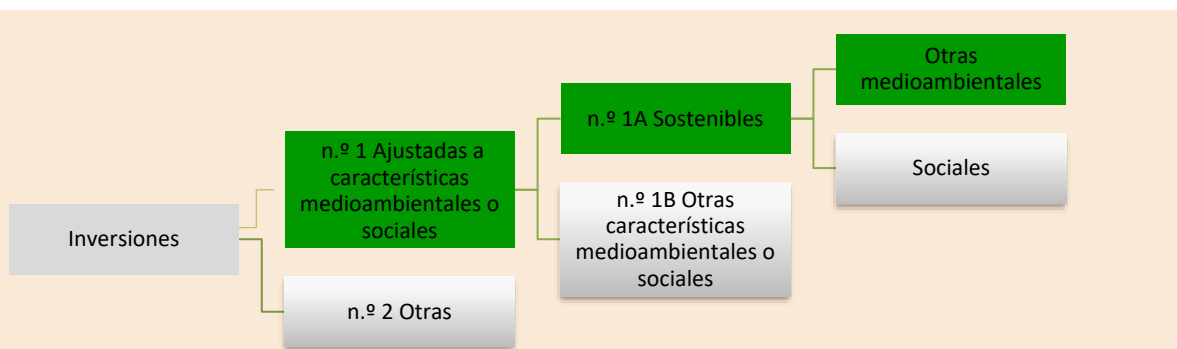 Otras
medioambientales
n.º 1A Sostenibles
n.º 1 Ajustadas a
características
medioambientales o
sociales
Sociales
n.º 1B Otras
características
medioambientales o
sociales
Inversiones
n.º 2 Otras